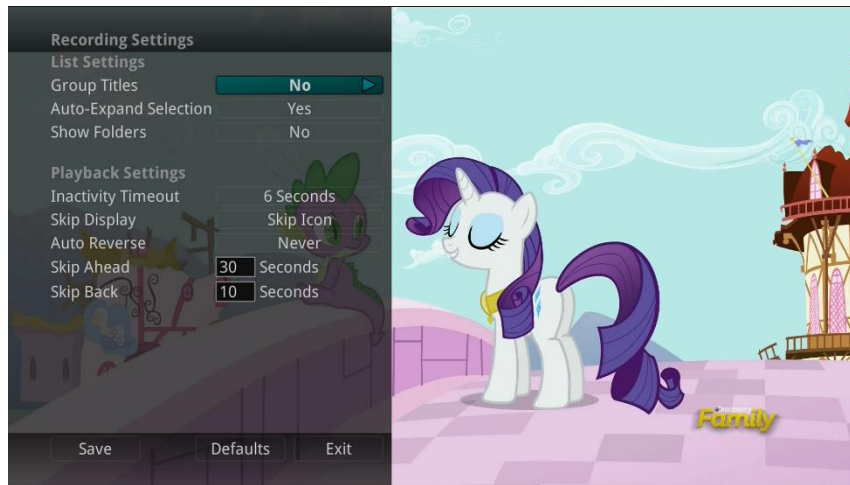 Recording Settings
List Settings
Group Titles No
Auto-Expand Selection Yes
Show Folders No
Playback Settings
Inactivity Timeout 6 Seconds
Skip Display Skip Icon
Auto Reverse Never
Skip Ahead 30 Seconds
Skip Back 10 Seconds
Discovery
Family
Save Defaults Exit